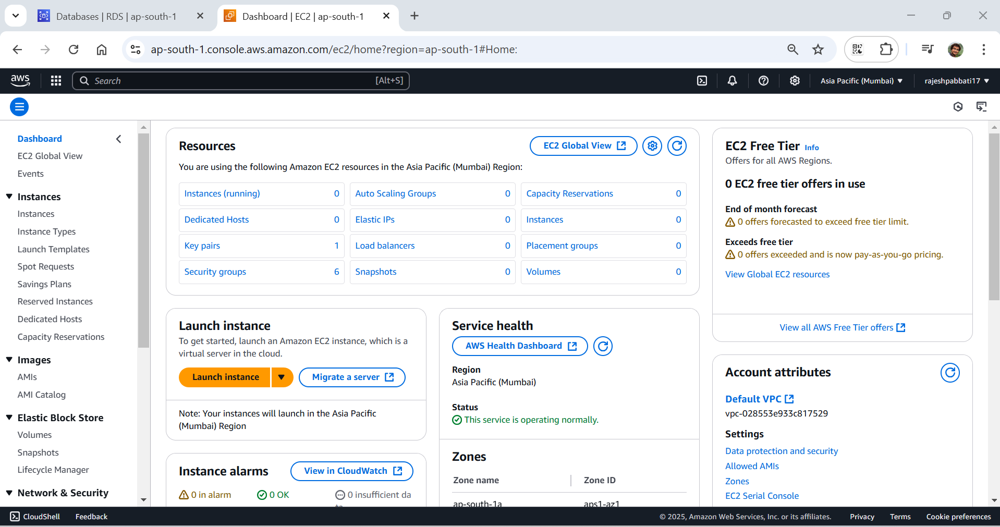 Databases | RDS | ap-south-1
Dashboard | EC2 | ap-south-1
ap-south-1.console.aws.amazon.com/ec2/home?region=ap-south-1#Home:
aws
Search
[Alt+S]
Asia Pacific (Mumbai)
rajeshpabbati17
Dashboard
EC2 Global View
Events
Instances
Instances
Instance Types
Launch Templates
Spot Requests
Savings Plans
Reserved Instances
Dedicated Hosts
Capacity Reservations
Images
AMIs
AMI Catalog
Elastic Block Store
Volumes
Snapshots
Lifecycle Manager
Network & Security
Resources
EC2 Global View
You are using the following Amazon EC2 resources in the Asia Pacific (Mumbai) Region:
Instances (running) 0
Auto Scaling Groups 0
Capacity Reservations 0
Dedicated Hosts 0
Elastic IPs 0
Instances 0
Key pairs 1
Load balancers 0
Placement groups 0
Security groups 6
Snapshots 0
Volumes 0
Launch instance
To get started, launch an Amazon EC2 instance, which is a
virtual server in the cloud.
Launch instance
Migrate a server
Note: Your instances will launch in the Asia Pacific
(Mumbai) Region
Instance alarms
View in CloudWatch
0 in alarm
0 OK
0 insufficient da
Service health
AWS Health Dashboard
Region
Asia Pacific (Mumbai)
Status
This service is operating normally.
Zones
Zone name
Zone ID
ap-south-1a
aps1-az1
EC2 Free Tier Info
Offers for all AWS Regions.
0 EC2 free tier offers in use
End of month forecast
0 offers forecasted to exceed free tier limit.
Exceeds free tier
0 offers exceeded and is now pay-as-you-go pricing.
View Global EC2 resources
View all AWS Free Tier offers
Account attributes
Default VPC
vpc-028553e933c817529
Settings
Data protection and security
Allowed AMIs
Zones
EC2 Serial Console
CloudShell
Feedback
© 2025, Amazon Web Services, Inc. or its affiliates.
Privacy
Terms
Cookie preferences